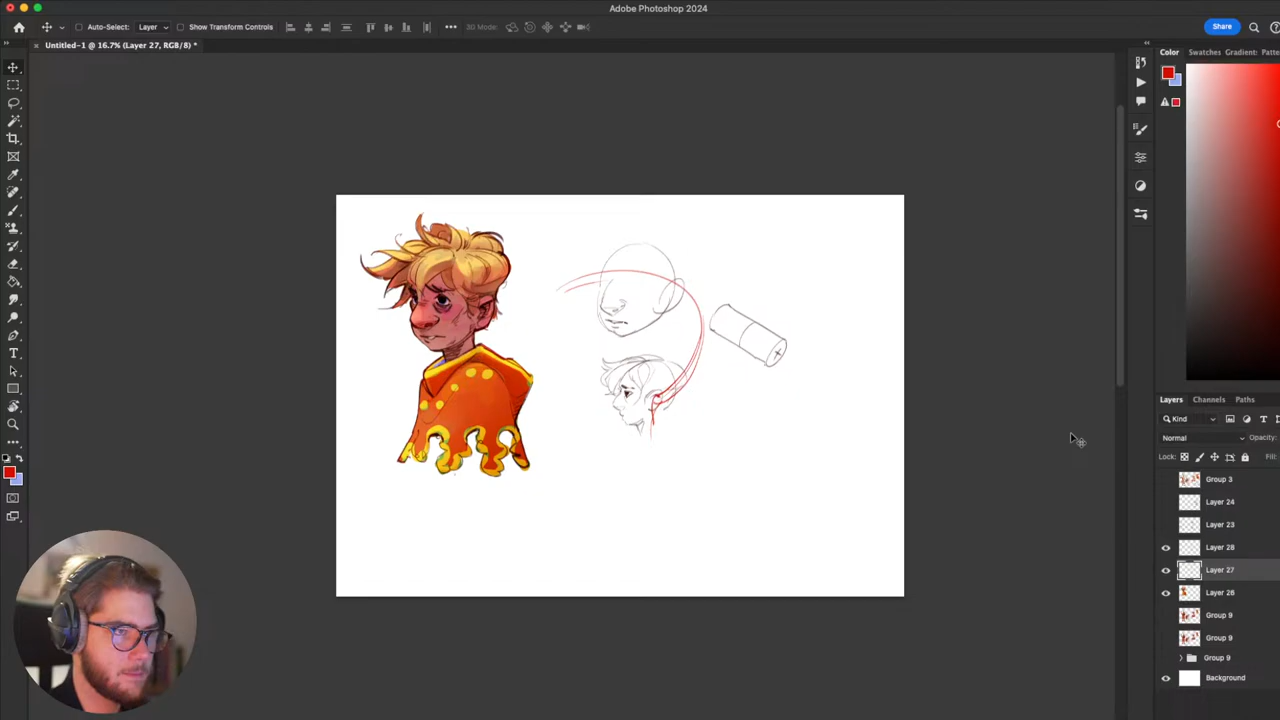 Adobe Photoshop 2024
Auto-Select: Layer Show Transform Controls 3D Mode: Share
Untitled-1 @ 16.7% (Layer 27, RGB/8) *
Color Swatches Gradient: Patte
Layers Channels Paths
Kind
Normal Opacity:
Lock: Fill:
Group 3
Layer 24
Layer 23
Layer 28
Layer 27
Layer 26
Group 9
Group 9
Group 9
Background